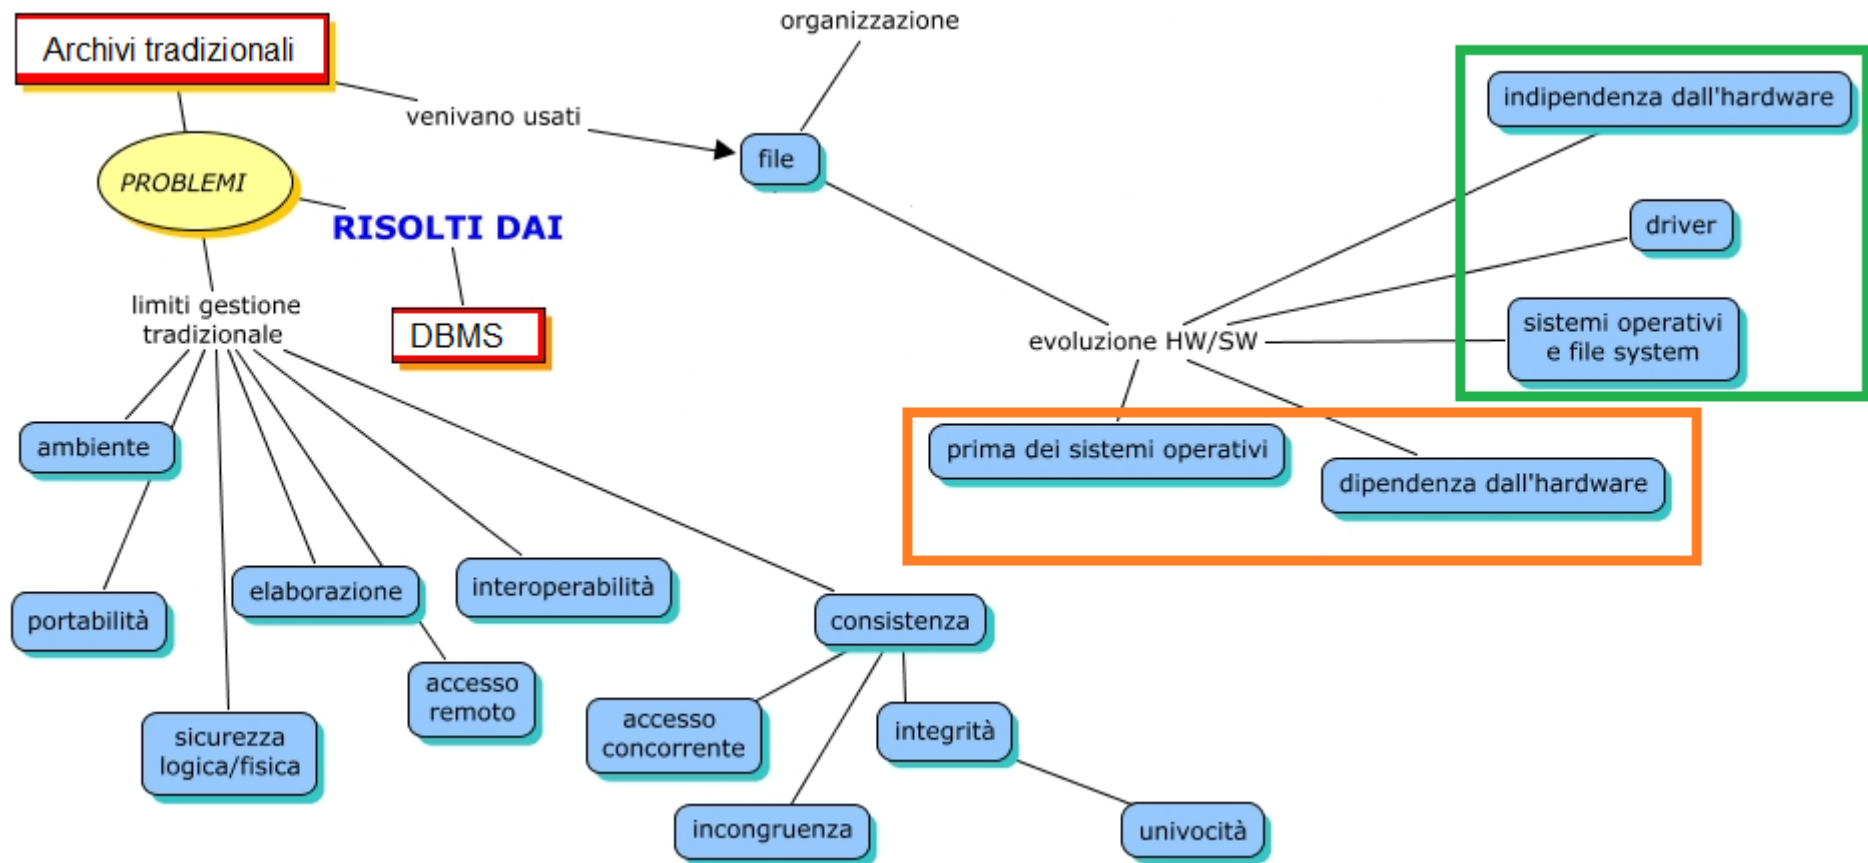 organizzazione
Archivi tradizionali
venivano usati
file
indipendenza dall'hardware
PROBLEMI
RISOLTI DAI
driver
limiti gestione
tradizionale
DBMS
evoluzione HW/SW
sistemi operativi
e file system
ambiente
prima dei sistemi operativi
dipendenza dall'hardware
portabilità
elaborazione
interoperabilità
consistenza
sicurezza
logica/fisica
accesso
remoto
accesso
concorrente
integrità
incongruenza
univocità